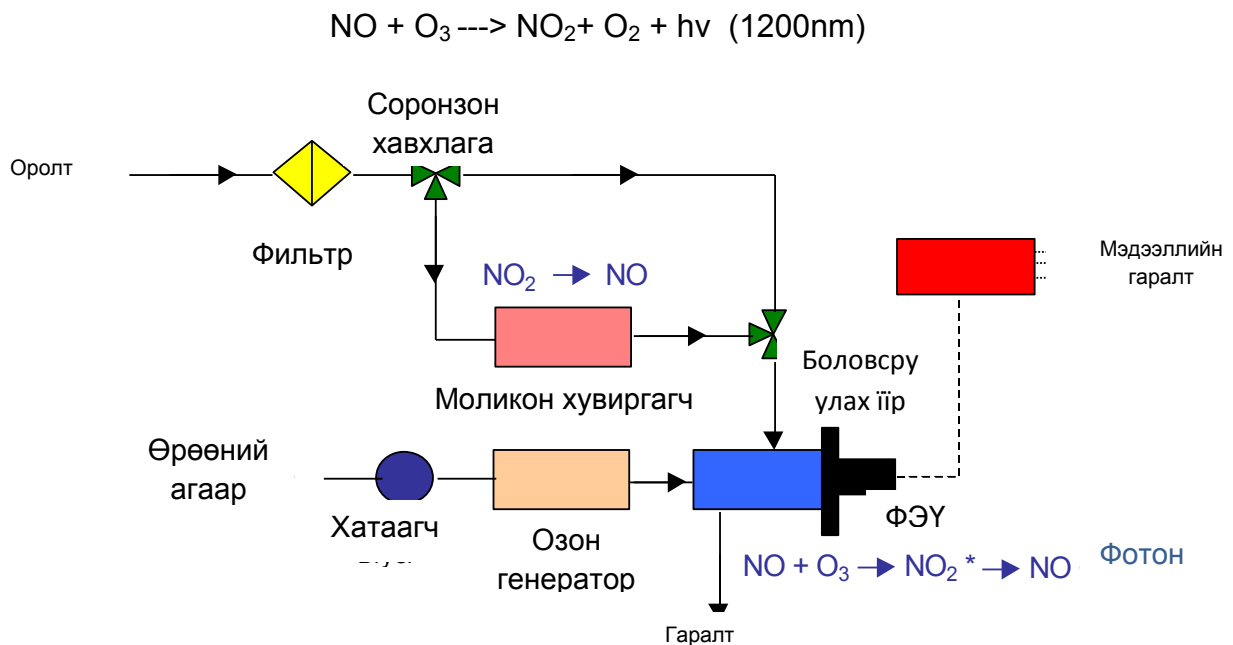 NO + O₃ ---> NO₂+ O₂ + hv (1200nm)
Соронзон
хавхлага
Оролт
Фильтр
NO₂ → NO
Мэдээллийн
гаралт
Моликон хувиргагч
Боловсру
улах їїр
Өрөөний
агаар
Хатаагч
Озон
генератор
ФЭҮ
NO + O₃ → NO₂ * → NO
Фотон
Гаралт